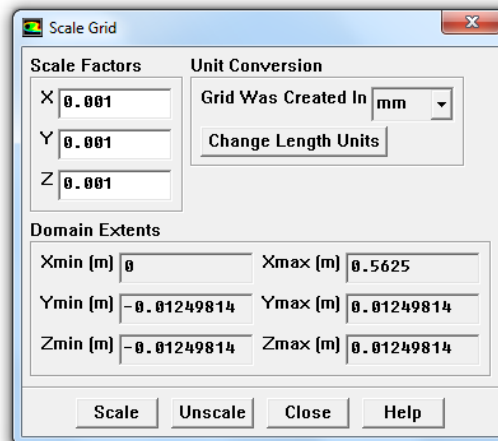 Scale Grid
Scale Factors Unit Conversion
X 0.001 Grid Was Created In mm
Y 0.001 Change Length Units
Z 0.001
Domain Extents
Xmin (m) 0 Xmax (m) 0.5625
Ymin (m) -0.01249814 Ymax (m) 0.01249814
Zmin (m) -0.01249814 Zmax (m) 0.01249814
Scale Unscale Close Help